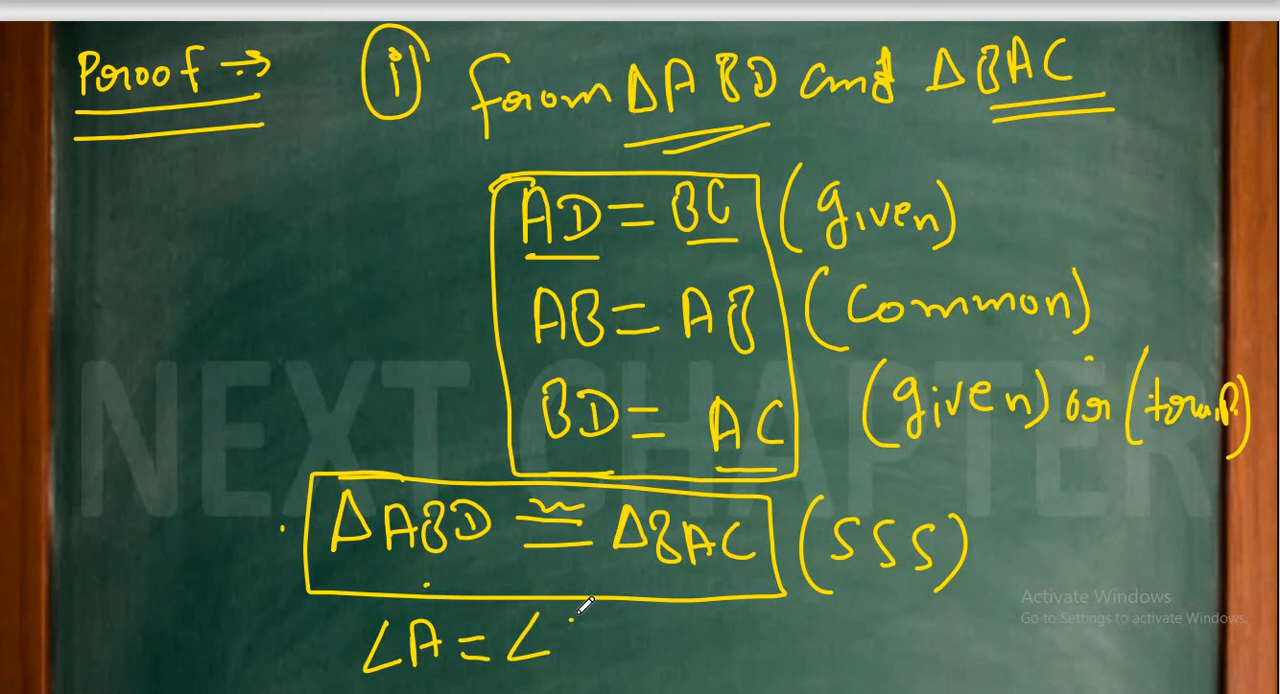 Proof → (i) from ΔABD and ΔBAC
AD = BC (given)
AB = AB (common)
BD = AC (given) or
ΔABD ≅ ΔBAC (SSS)
∠A = ∠
NEXT CHAPTER
Activate Windows
Go to Settings to activate Windows.